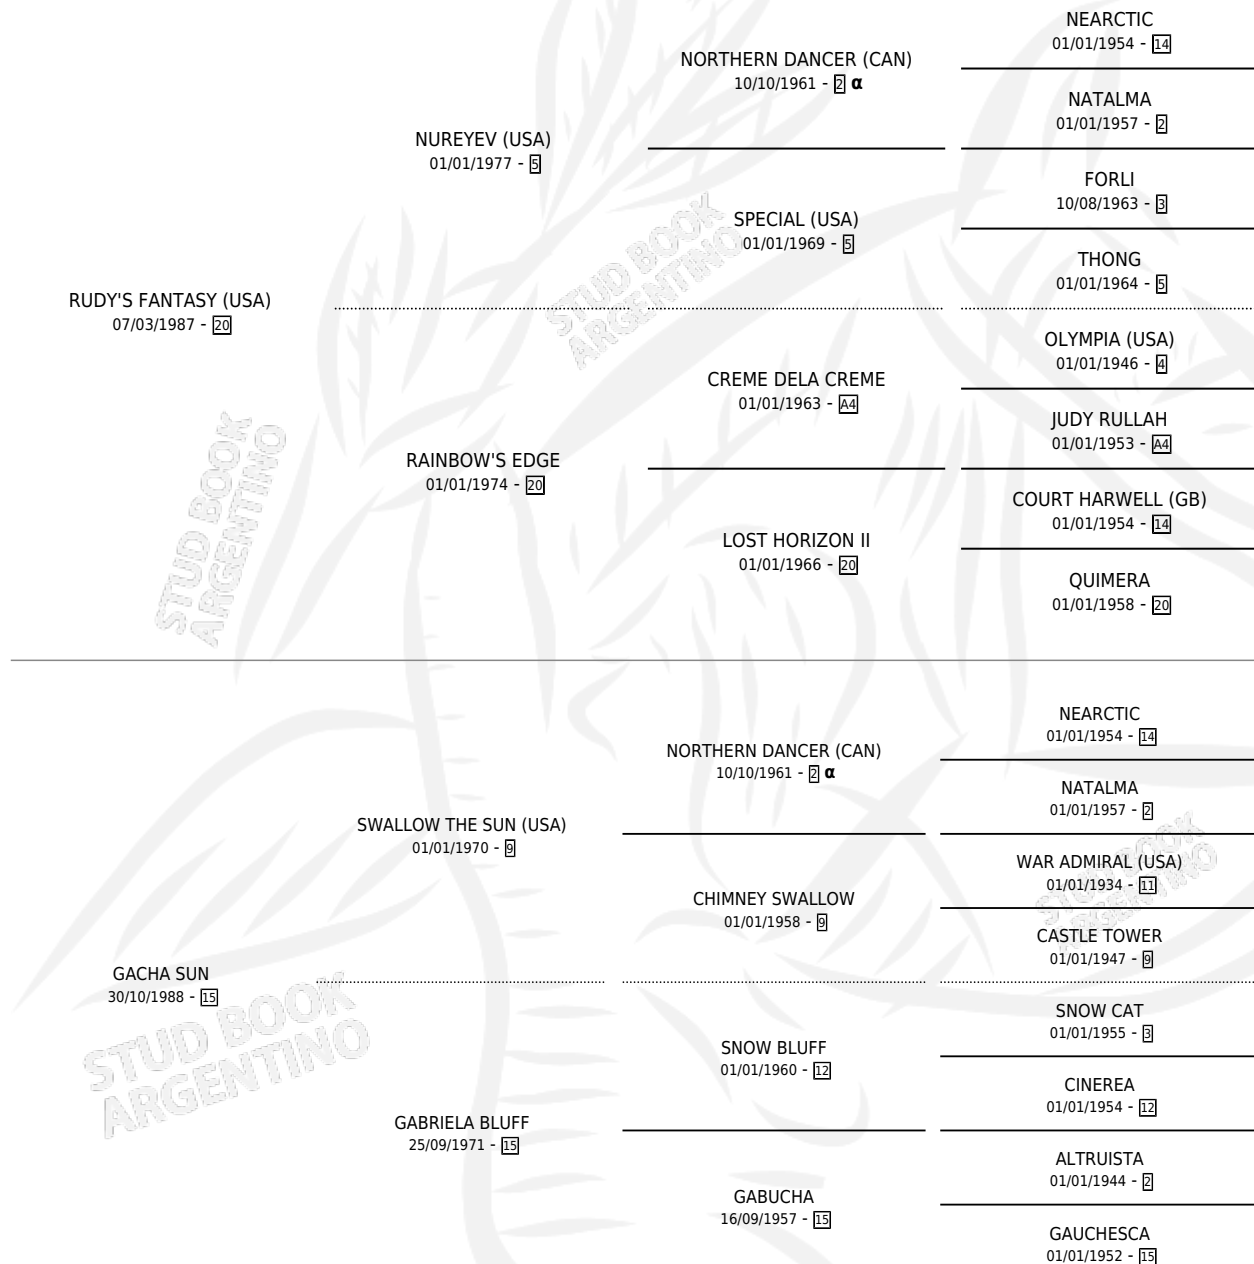 NEARCTIC
01/01/1954 - 14
NORTHERN DANCER (CAN)
10/10/1961 - 2 α
NATALMA
01/01/1957 - 2
NUREYEV (USA)
01/01/1977 - 5
FORLI
10/08/1963 - 3
SPECIAL (USA)
01/01/1969 - 5
THONG
01/01/1964 - 5
RUDY'S FANTASY (USA)
07/03/1987 - 20
OLYMPIA (USA)
01/01/1946 - 4
CREME DELA CREME
01/01/1963 - A4
JUDY RULLAH
01/01/1953 - A4
RAINBOW'S EDGE
01/01/1974 - 20
COURT HARWELL (GB)
01/01/1954 - 14
LOST HORIZON II
01/01/1966 - 20
QUIMERA
01/01/1958 - 20
STUD BOOK
ARGENTINO
STUD BOOK
ARGENTINO
NEARCTIC
01/01/1954 - 14
NORTHERN DANCER (CAN)
10/10/1961 - 2 α
NATALMA
01/01/1957 - 2
SWALLOW THE SUN (USA)
01/01/1970 - 9
WAR ADMIRAL (USA)
01/01/1934 - 11
CHIMNEY SWALLOW
01/01/1958 - 9
CASTLE TOWER
01/01/1947 - 9
GACHA SUN
30/10/1988 - 15
SNOW CAT
01/01/1955 - 3
SNOW BLUFF
01/01/1960 - 12
CINEREA
01/01/1954 - 12
GABRIELA BLUFF
25/09/1971 - 15
ALTRUISTA
01/01/1944 - 2
GABUCHA
16/09/1957 - 15
GAUCHESCA
01/01/1952 - 15
STUD BOOK
ARGENTINO
STUD BOOK
ARGENTINO